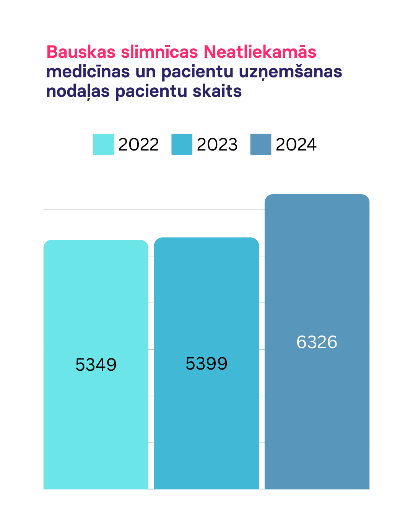 Bauskas slimnīcas Neatliekamās
medicīnas un pacientu uzņemšanas
nodaļas pacientu skaits
2022 2023 2024
5349 5399 6326